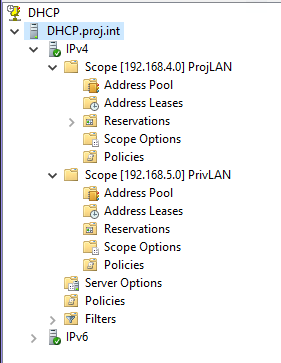 DHCP
DHCP.proj.int
IPv4
Scope [192.168.4.0] ProjLAN
Address Pool
Address Leases
Reservations
Scope Options
Policies
Scope [192.168.5.0] PrivLAN
Address Pool
Address Leases
Reservations
Scope Options
Policies
Server Options
Policies
Filters
IPv6